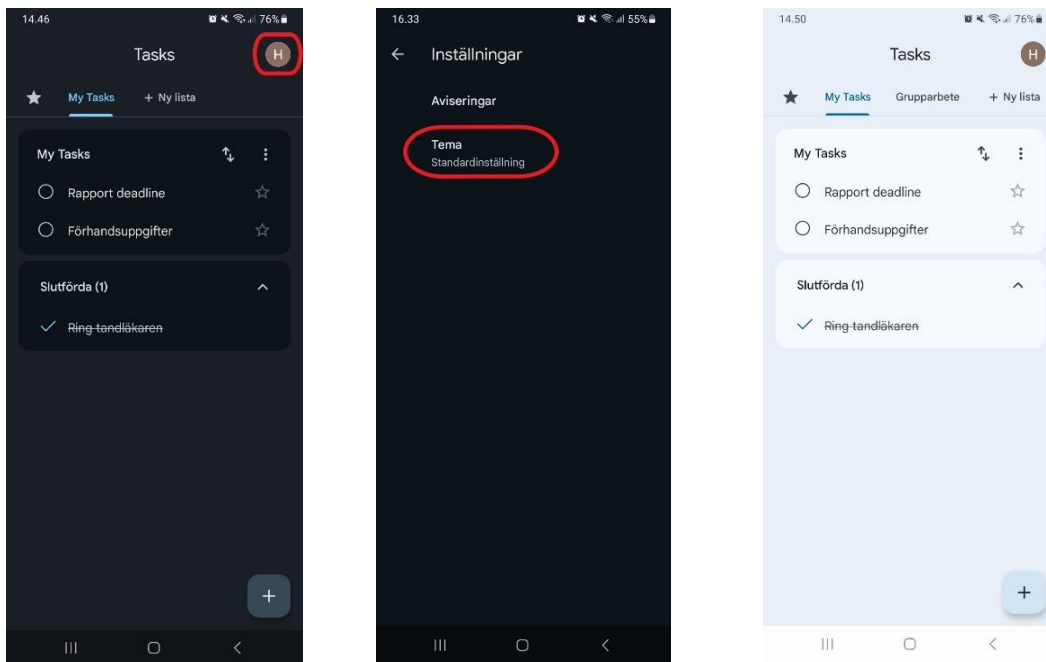 14.46
76%
Tasks
H
My Tasks
+ Ny lista
My Tasks
Rapport deadline
Förhandsuppgifter
Slutförda (1)
Ring tandläkaren
16.33
55%
Inställningar
Aviseringar
Tema
Standardinställning
14.50
76%
Tasks
H
My Tasks
Grupparbete
+ Ny lista
My Tasks
Rapport deadline
Förhandsuppgifter
Slutförda (1)
Ring tandläkaren